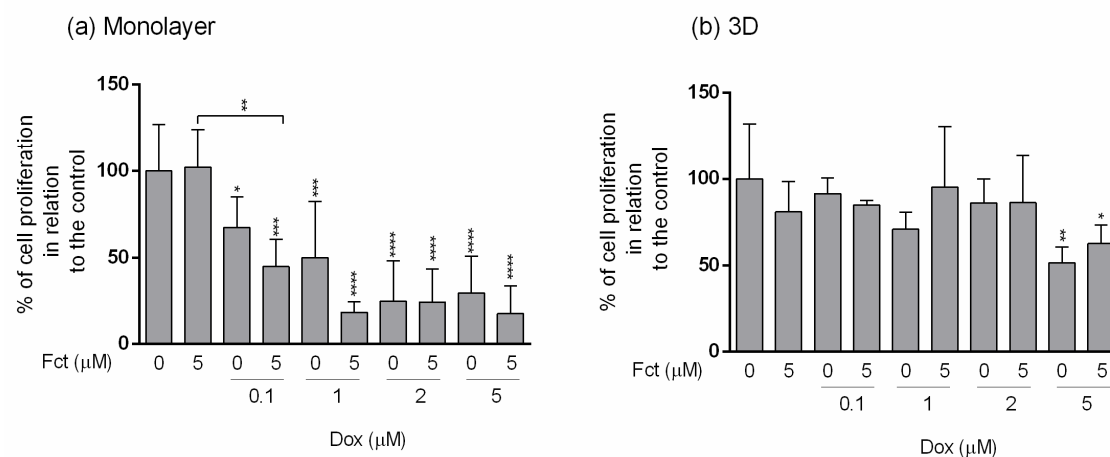 (a) Monolayer
% of cell proliferation
in relation
to the control
150
100
50
0
**
*
***
***
****
****
****
****
****
Fct (μM)
0 5 0 5 0 5 0 5 0 5
0.1 1 2 5
Dox (μM)
(b) 3D
% of cell proliferation
in relation
to the control
150
100
50
0
**
*
Fct (μM)
0 5 0 5 0 5 0 5 0 5
0.1 1 2 5
Dox (μM)